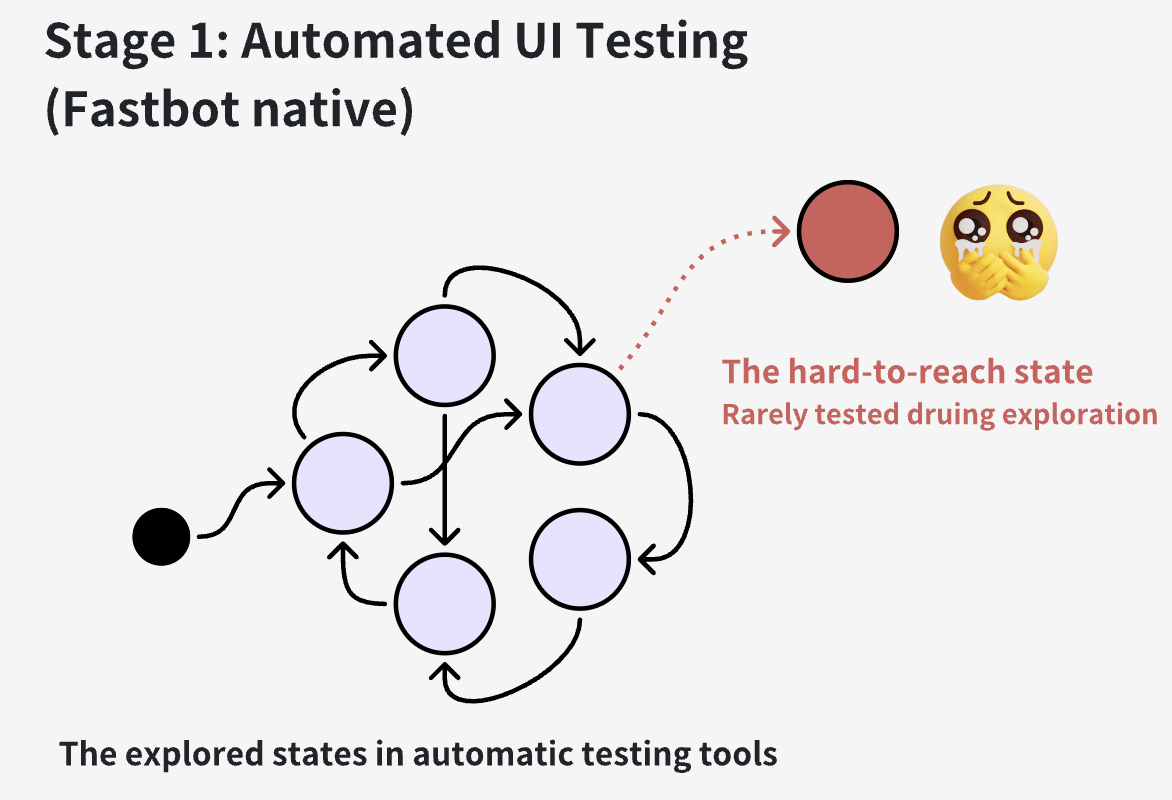 Stage 1: Automated UI Testing
(Fastbot native)
The hard-to-reach state
Rarely tested druing exploration
The explored states in automatic testing tools